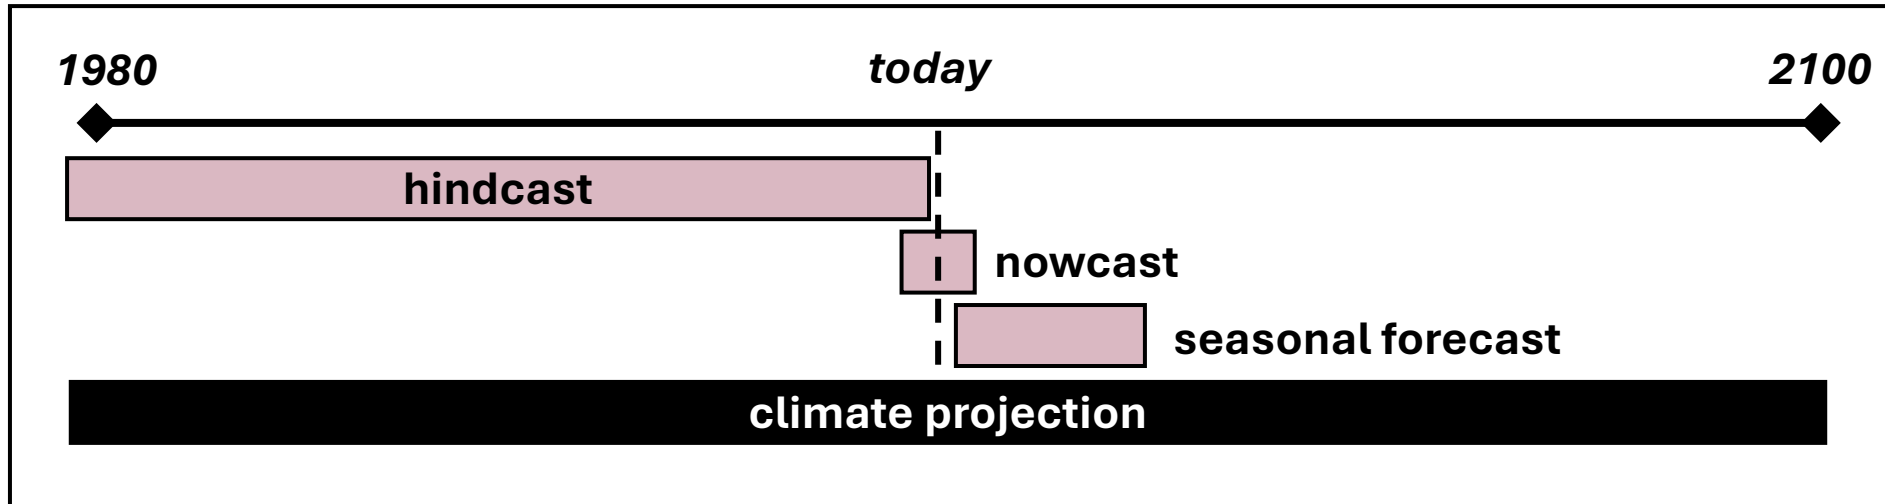 1980 today 2100
hindcast
nowcast
seasonal forecast
climate projection